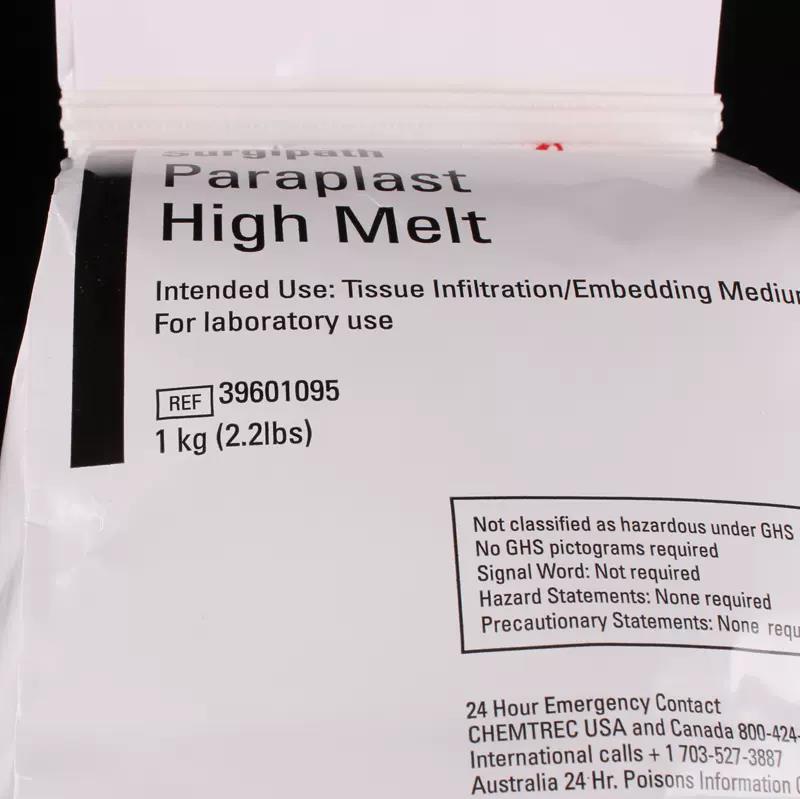 Surgipath
Paraplast
High Melt
Intended Use: Tissue Infiltration/Embedding
For laboratory use
REF 39601095
1 kg (2.2lbs)
Not classified as hazardous under GHS
No GHS pictograms required
Signal Word: Not required
Hazard Statements: None required
Precautionary Statements: None
24 Hour Emergency Contact
CHEMTREC USA and Canada 800-424-
International calls + 1 703-527-3887
Australia 24 Hr. Poisons Information